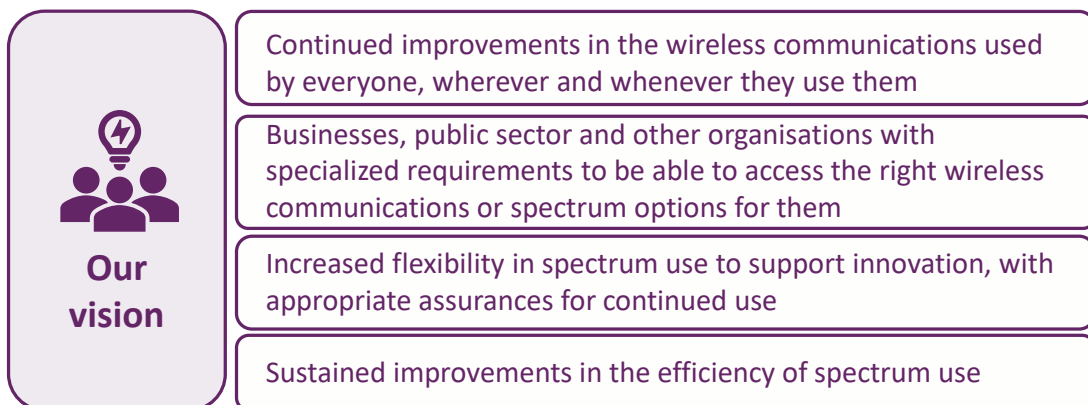 Our
vision
Continued improvements in the wireless communications used
by everyone, wherever and whenever they use them
Businesses, public sector and other organisations with
specialized requirements to be able to access the right wireless
communications or spectrum options for them
Increased flexibility in spectrum use to support innovation, with
appropriate assurances for continued use
Sustained improvements in the efficiency of spectrum use